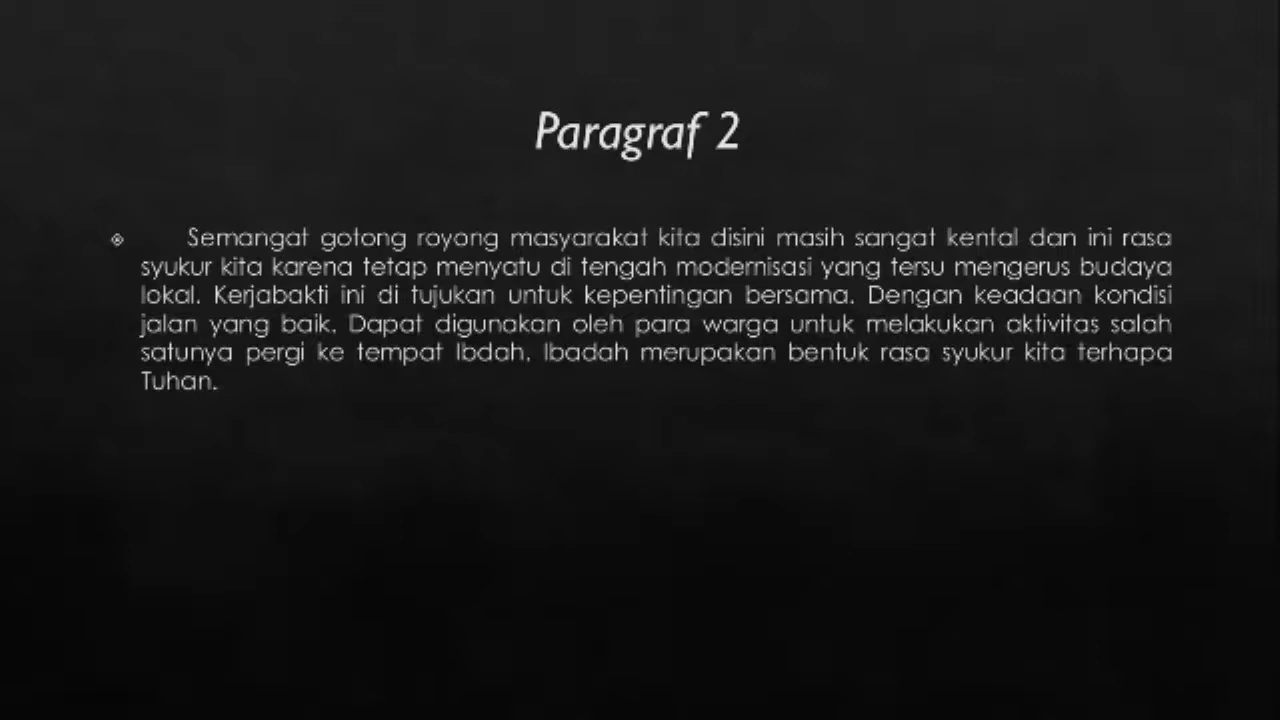 Paragraf 2
Semangat gotong royong masyarakat kita disini masih sangat kental dan ini rasa
syukur kita karena tetap menyatu di tengah modernisasi yang tersu mengerus budaya
lokal. Kerjabakti ini di tujukan untuk kepentingan bersama. Dengan keadaan kondisi
jalan yang baik. Dapat digunakan oleh para warga untuk melakukan aktivitas salah
satunya pergi ke tempat Ibdah. Ibadah merupakan bentuk rasa syukur kita terhapa
Tuhan.